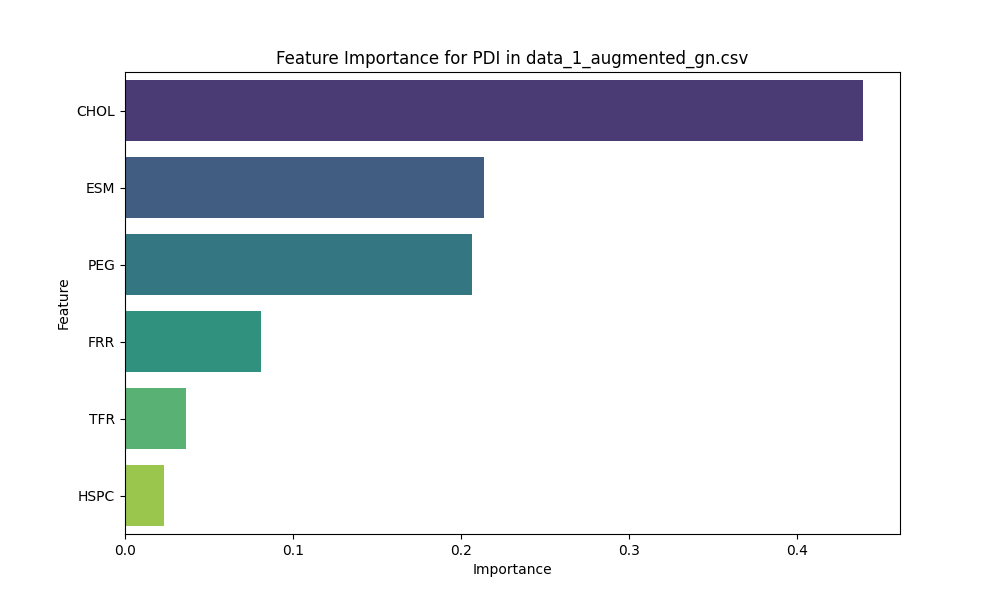 Feature Importance for PDI in data_1_augmented_gn.csv
CHOL
ESM
PEG
FRR
TFR
HSPC
Feature
0.0 0.1 0.2 0.3 0.4
Importance